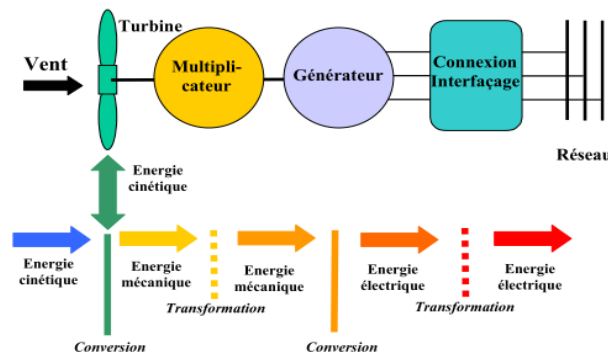 Turbine
Vent
Multipli-
cateur
Générateur
Connexion
Interfaçage
Réseau
Energie
cinétique
Energie
cinétique
Energie
mécanique
Energie
mécanique
Energie
électrique
Energie
électrique
Transformation
Transformation
Conversion
Conversion